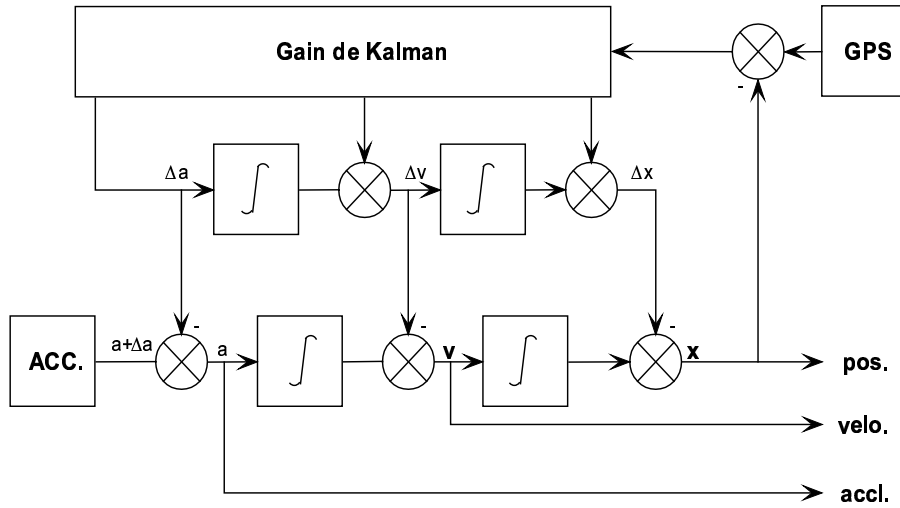 Gain de Kalman
GPS
-
Δa
Δv
Δx
-
-
-
ACC.
a+Δa
a
v
x
pos.
velo.
accl.